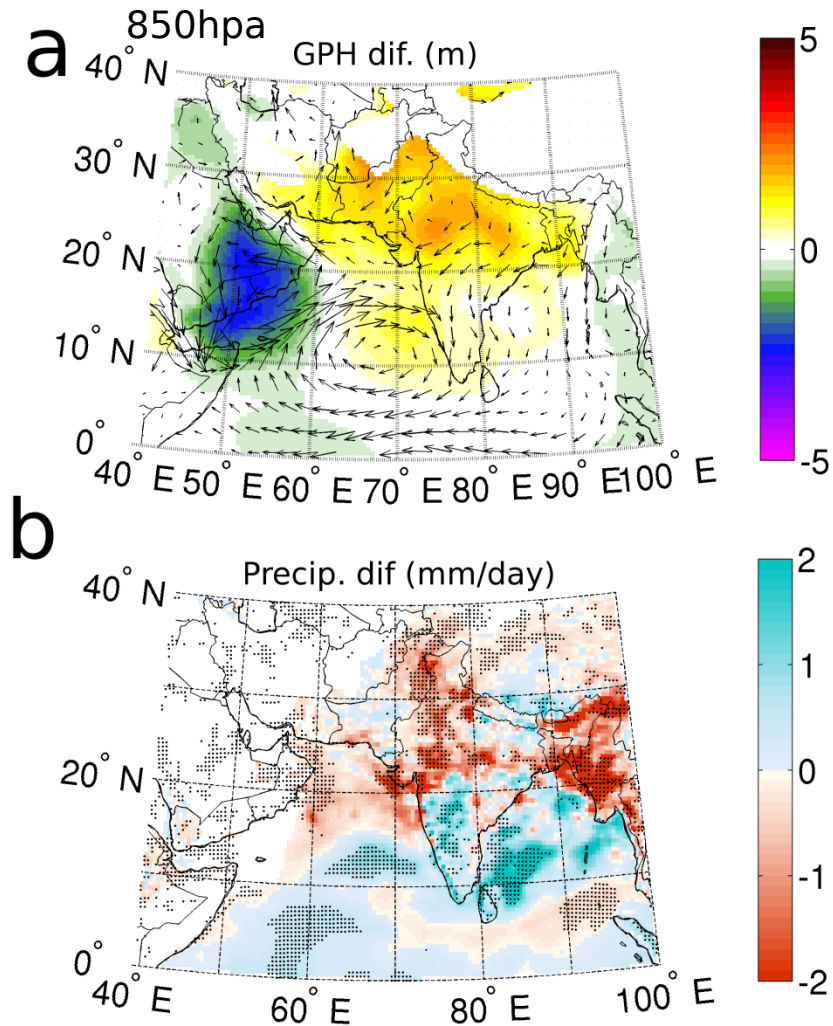 a
850hpa
GPH dif. (m)
40° N
30° N
20° N
10° N
0°
40° E 50° E 60° E 70° E 80° E 90° E 100° E
5
0
-5
b
Precip. dif (mm/day)
40° N
20° N
0°
40° E
60° E
80° E
100° E
2
1
0
-1
-2